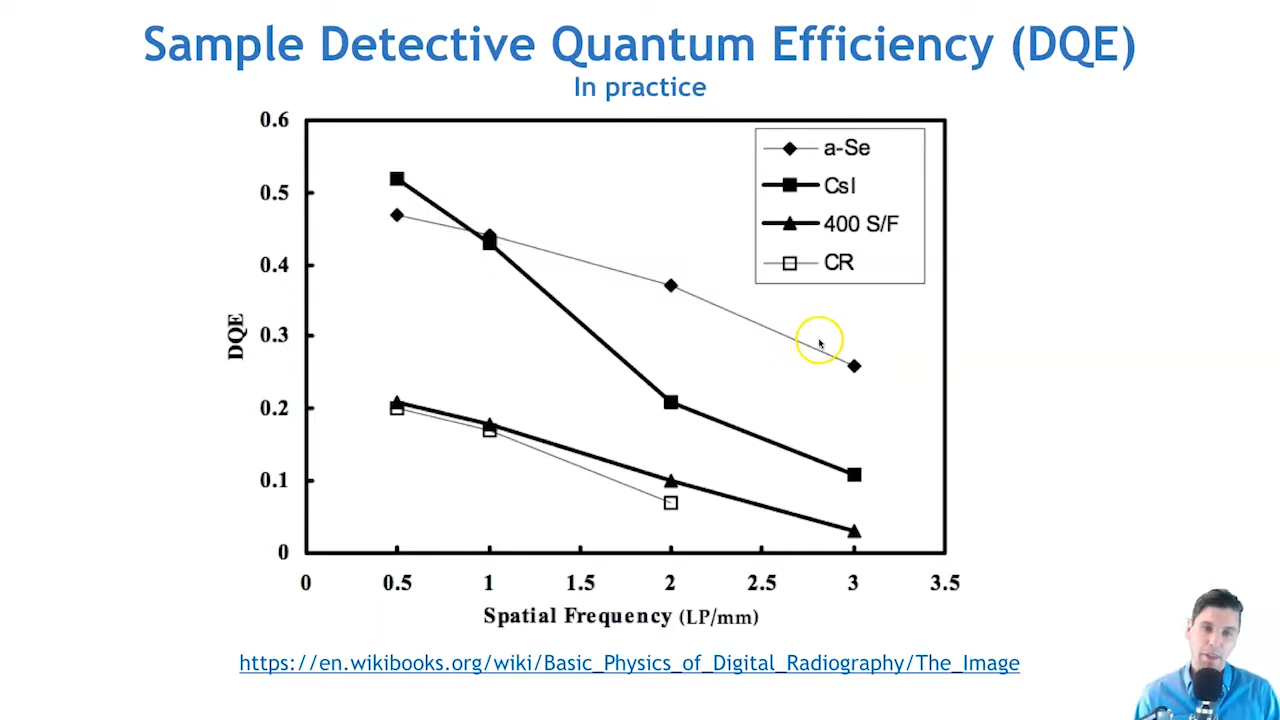 Sample Detective Quantum Efficiency (DQE)
In practice
0.6
0.5
0.4
0.3
0.2
0.1
0
DQE
a-Se
CsI
400 S/F
CR
0 0.5 1 1.5 2 2.5 3 3.5
Spatial Frequency (LP/mm)
https://en.wikibooks.org/wiki/Basic_Physics_of_Digital_Radiography/The_Image